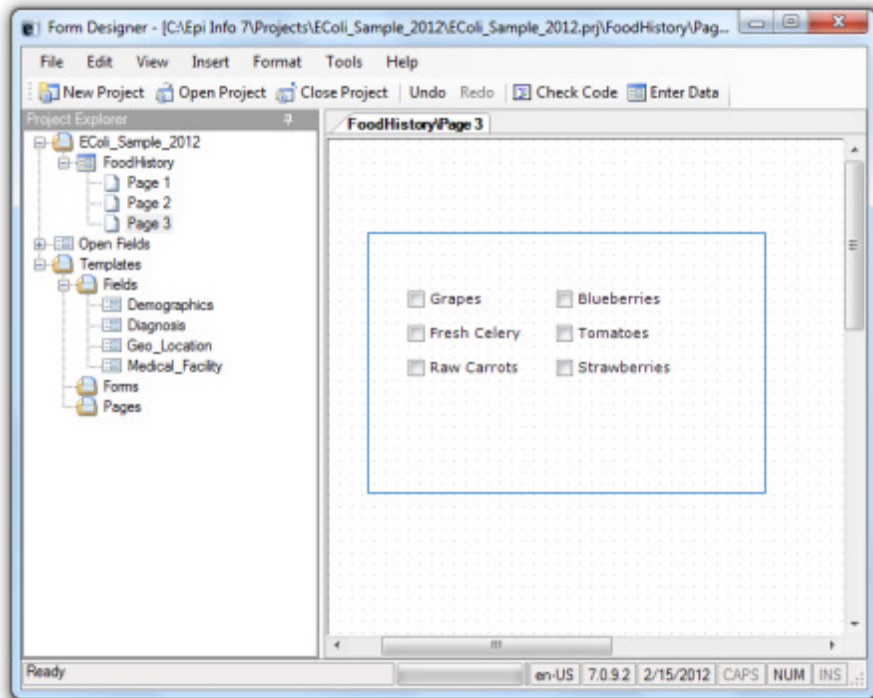 Form Designer - [C:\Epi Info 7\Projects\EColi_Sample_2012\EColi_Sample_2012.prj\FoodHistory\Pag...
File Edit View Insert Format Tools Help
New Project Open Project Close Project Undo Redo Check Code Enter Data
Project Explorer
EColi_Sample_2012
FoodHistory
Page 1
Page 2
Page 3
Open Fields
Templates
Fields
Demographics
Diagnosis
Geo_Location
Medical_Facility
Forms
Pages
FoodHistory\Page 3
Grapes Blueberries
Fresh Celery Tomatoes
Raw Carrots Strawberries
Ready en-US 7.0.9.2 2/15/2012 CAPS NUM INS